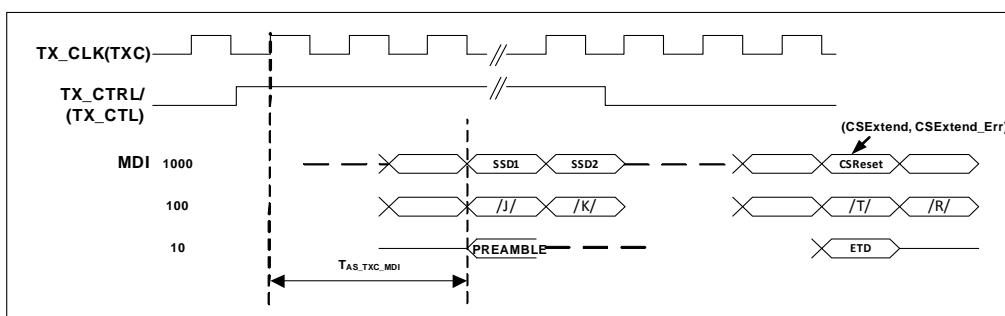 TX_CLK(TXC)
TX_CTRL/
(TX_CTL)
(CSExtend, CSExtend_Err)
MDI 1000 SSD1 SSD2 CSReset
100 /J/ /K/ /T/ /R/
10 PREAMBLE ETD
TAS_TXC_MDI